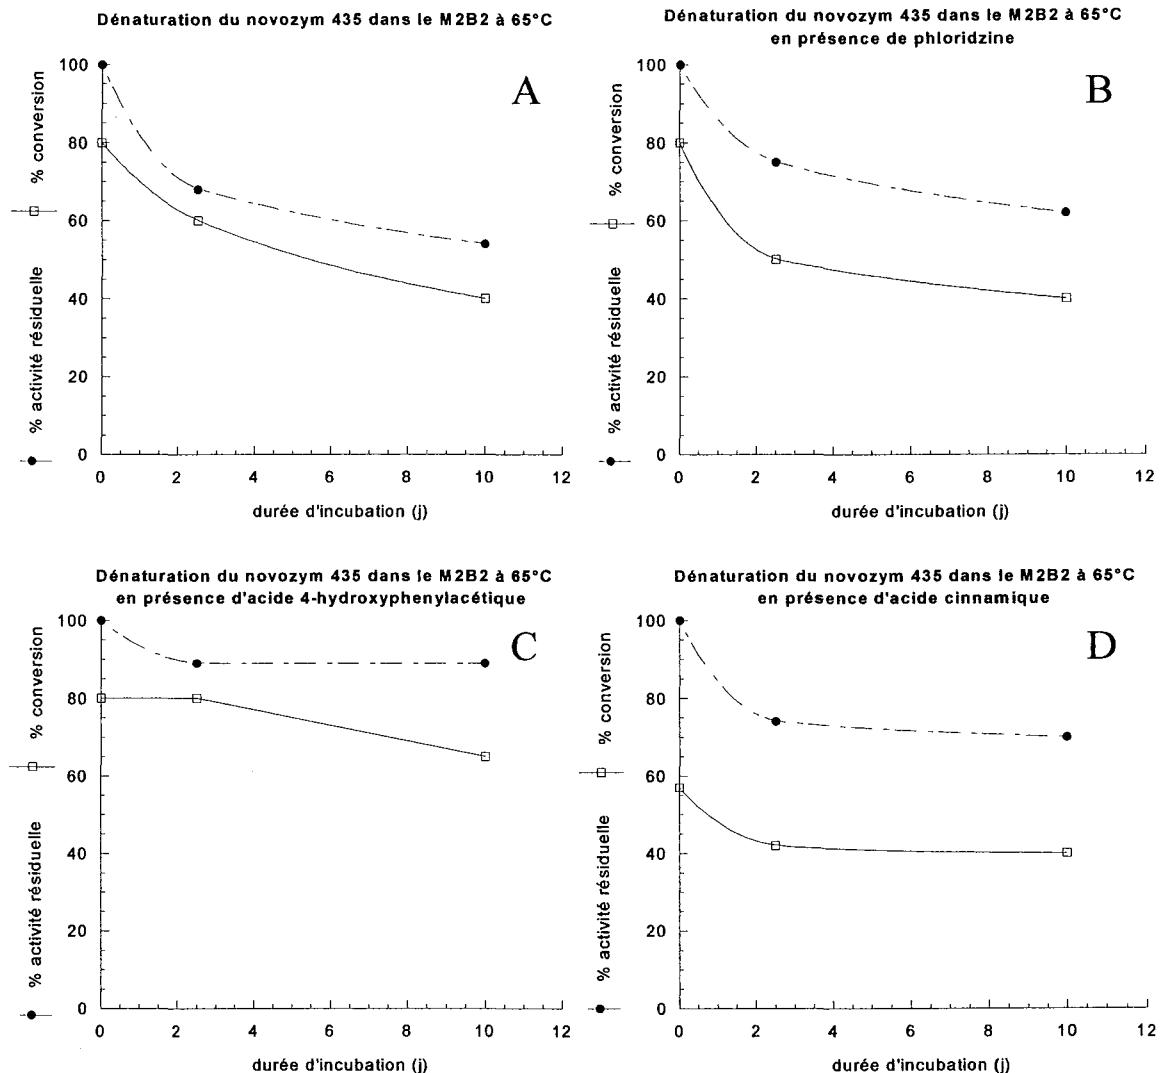 Dénaturation du novozym 435 dans le M2B2 à 65°C
A
% conversion
% activité résiduelle
100
80
60
40
20
0
0 2 4 6 8 10 12
durée d'incubation (j)
Dénaturation du novozym 435 dans le M2B2 à 65°C
en présence de phloridzine
B
% conversion
% activité résiduelle
100
80
60
40
20
0
0 2 4 6 8 10 12
durée d'incubation (j)
Dénaturation du novozym 435 dans le M2B2 à 65°C
en présence d'acide 4-hydroxyphenylacétique
C
% conversion
% activité résiduelle
100
80
60
40
20
0
0 2 4 6 8 10 12
durée d'incubation (j)
Dénaturation du novozym 435 dans le M2B2 à 65°C
en présence d'acide cinnamique
D
% conversion
% activité résiduelle
100
80
60
40
20
0
0 2 4 6 8 10 12
durée d'incubation (j)